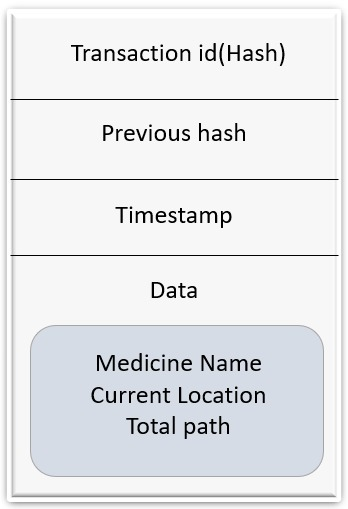 Transaction id(Hash)
Previous hash
Timestamp
Data
Medicine Name
Current Location
Total path